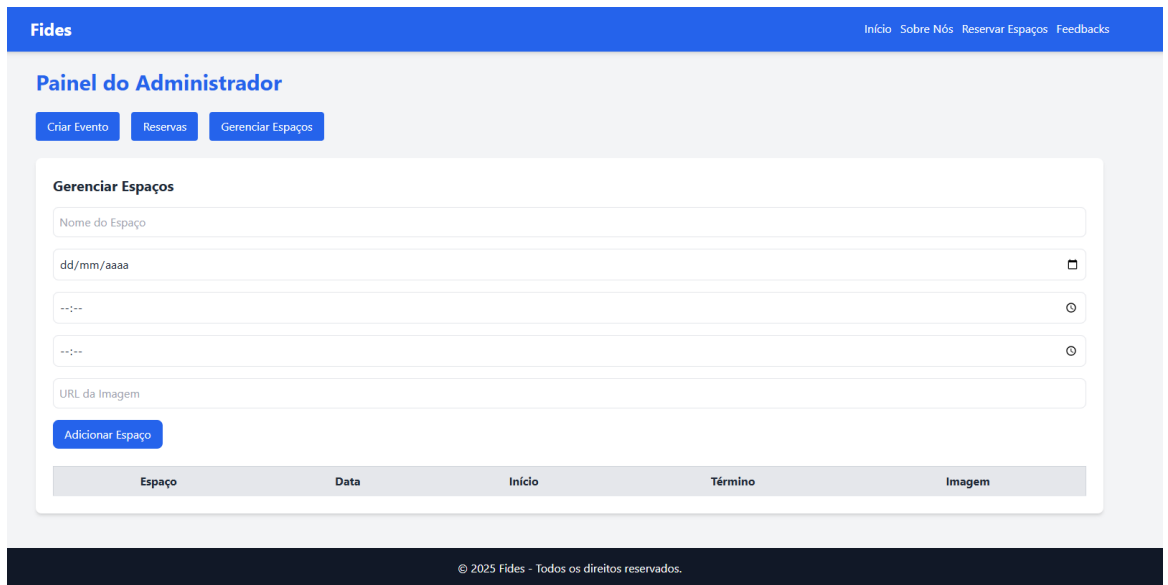 Fides
Início Sobre Nós Reservar Espaços Feedbacks
Painel do Administrador
Criar Evento Reservas Gerenciar Espaços
Gerenciar Espaços
Nome do Espaço
dd/mm/aaaa
--:--
--:--
URL da Imagem
Adicionar Espaço
Espaço Data Início Término Imagem
© 2025 Fides - Todos os direitos reservados.